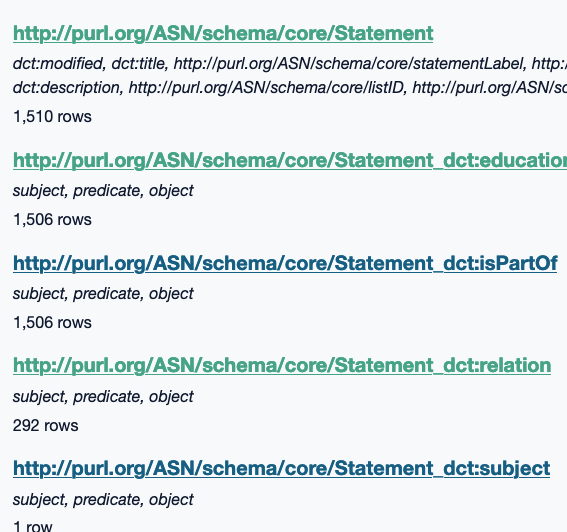 http://purl.org/ASN/schema/core/Statement
dct:modified, dct:title, http://purl.org/ASN/schema/core/statementLabel, http:/
dct:description, http://purl.org/ASN/schema/core/listID, http://purl.org/ASN/sc
1,510 rows
http://purl.org/ASN/schema/core/Statement_dct:education
subject, predicate, object
1,506 rows
http://purl.org/ASN/schema/core/Statement_dct:isPartOf
subject, predicate, object
1,506 rows
http://purl.org/ASN/schema/core/Statement_dct:relation
subject, predicate, object
292 rows
http://purl.org/ASN/schema/core/Statement_dct:subject
subject, predicate, object
1 row